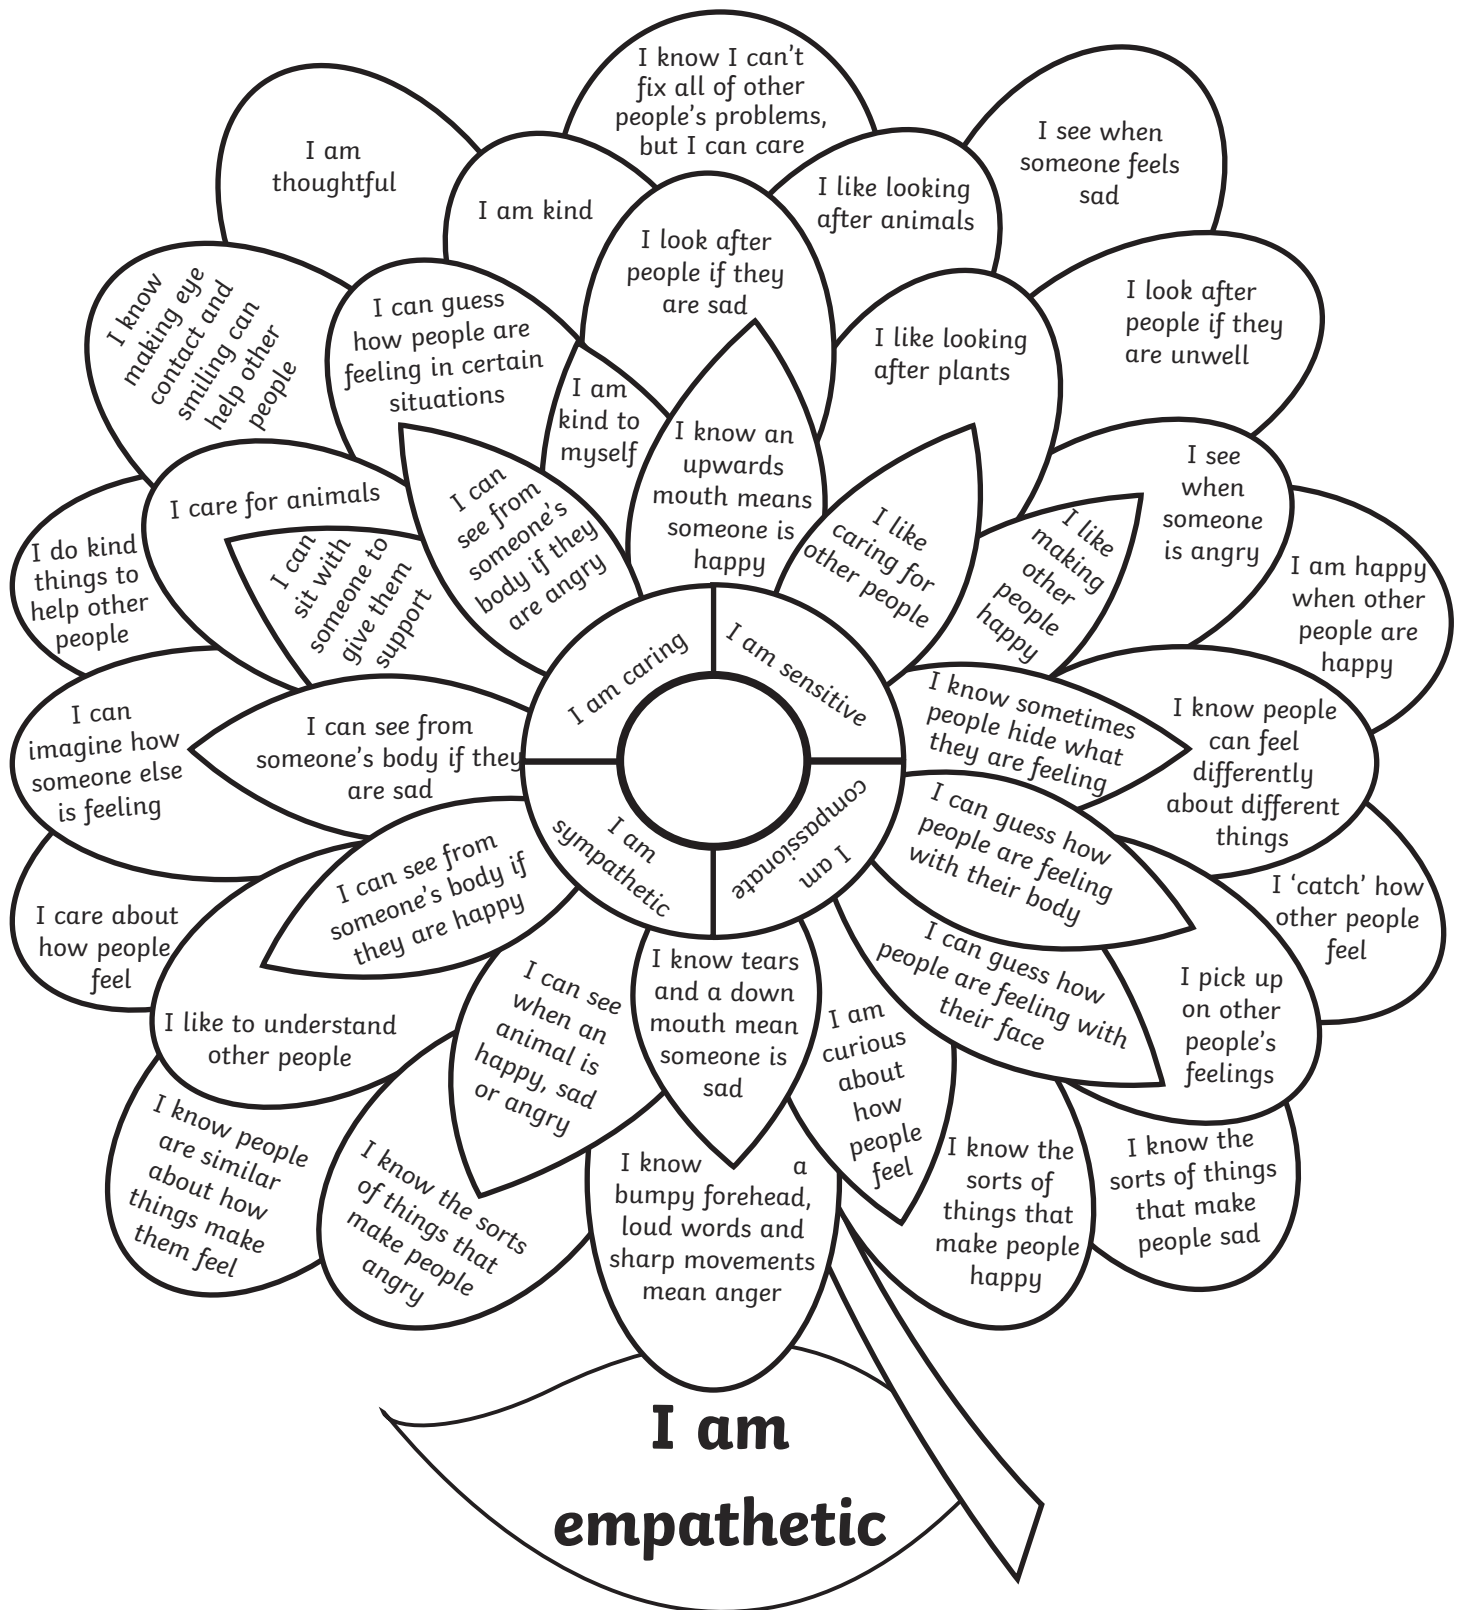 I know I can't
fix all of other
people's problems,
but I can care
I am
thoughtful
I am kind
I like looking
after animals
I see when
someone feels
sad
I know
making eye
contact and
smiling can
help other
people
I can guess
how people are
feeling in certain
situations
I look after
people if they
are sad
I like looking
after plants
I look after
people if they
are unwell
I am
kind to
myself
I know an
upwards
mouth means
someone is
happy
I care for animals
I can
see from
someone's
body if they
are angry
I like
caring for
other people
I like
making
other
people
happy
I see
when
someone
is angry
I do kind
things to
help other
people
I can
sit with
someone to
give them
support
I am happy
when other
people are
happy
I am caring
I am sensitive
I can
imagine how
someone else
is feeling
I can see from
someone's body if they
are sad
I know sometimes
people hide what
they are feeling
I know people
can feel
differently
about different
things
I am
sympathetic
I am
compassionate
I can see from
someone's body if
they are happy
I can guess how
people are feeling
with their body
I care about
how people
feel
I 'catch' how
other people
feel
I like to understand
other people
I can see
when an
animal is
happy, sad
or angry
I know tears
and a down
mouth mean
someone is
sad
I am
curious
about
how
people
feel
I can guess how
people are feeling with
their face
I pick up
on other
people's
feelings
I know people
are similar
about how
things make
them feel
I know the sorts
of things that
make people
angry
I know a
bumpy forehead,
loud words and
sharp movements
mean anger
I know the
sorts of
things that
make people
happy
I know the
sorts of things
that make
people sad
I am
empathetic